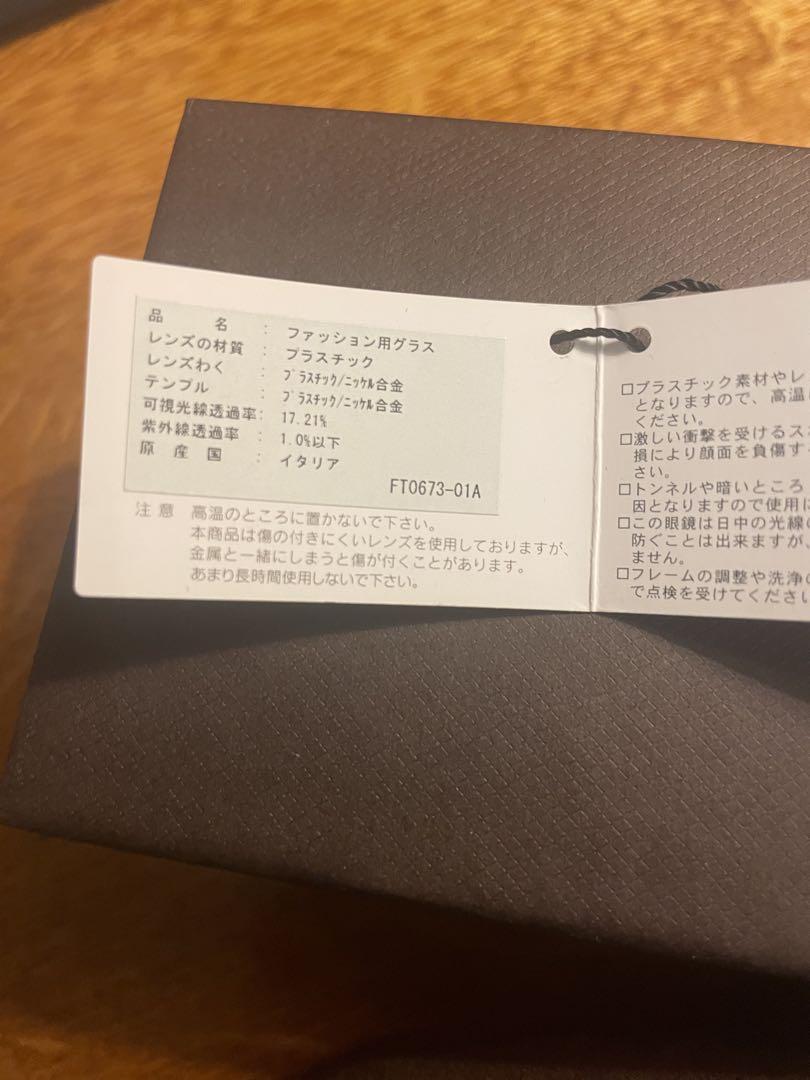 品名 : ファッション用グラス
レンズの材質 : プラスチック
レンズわく : ﾌﾟﾗｽﾁｯｸ/ﾆｯｹﾙ合金
テンプル : ﾌﾟﾗｽﾁｯｸ/ﾆｯｹﾙ合金
可視光線透過率: 17.21%
紫外線透過率 : 1.0%以下
原産国 : イタリア
FT0673-01A
注意 高温のところに置かないで下さい。
本商品は傷の付きにくいレンズを使用しておりますが、
金属と一緒にしまうと傷が付くことがあります。
あまり長時間使用しないで下さい。
□プラスチック素材やレ
となりますので、高温
ください。
□激しい衝撃を受けるス
損により顔面を負傷す
さい。
□トンネルや暗いところ
因となりますので使用に
□この眼鏡は日中の光線の
防ぐことは出来ますが、
ません。
□フレームの調整や洗浄の
で点検を受けてください